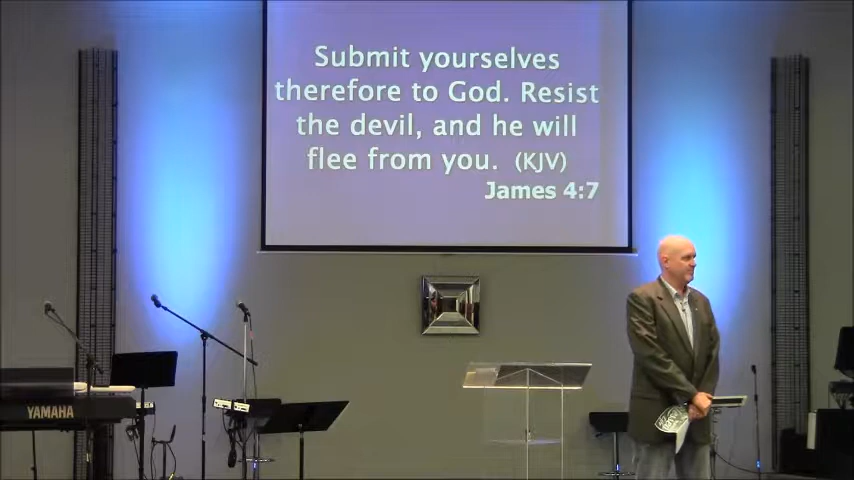 Submit yourselves
therefore to God. Resist
the devil, and he will
flee from you. (KJV)
James 4:7
YAMAHA